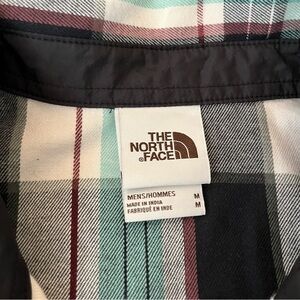 THE
NORTH
®FACE
MENS/HOMMES M
MADE IN INDIA M
FABRIQUÉ EN INDE